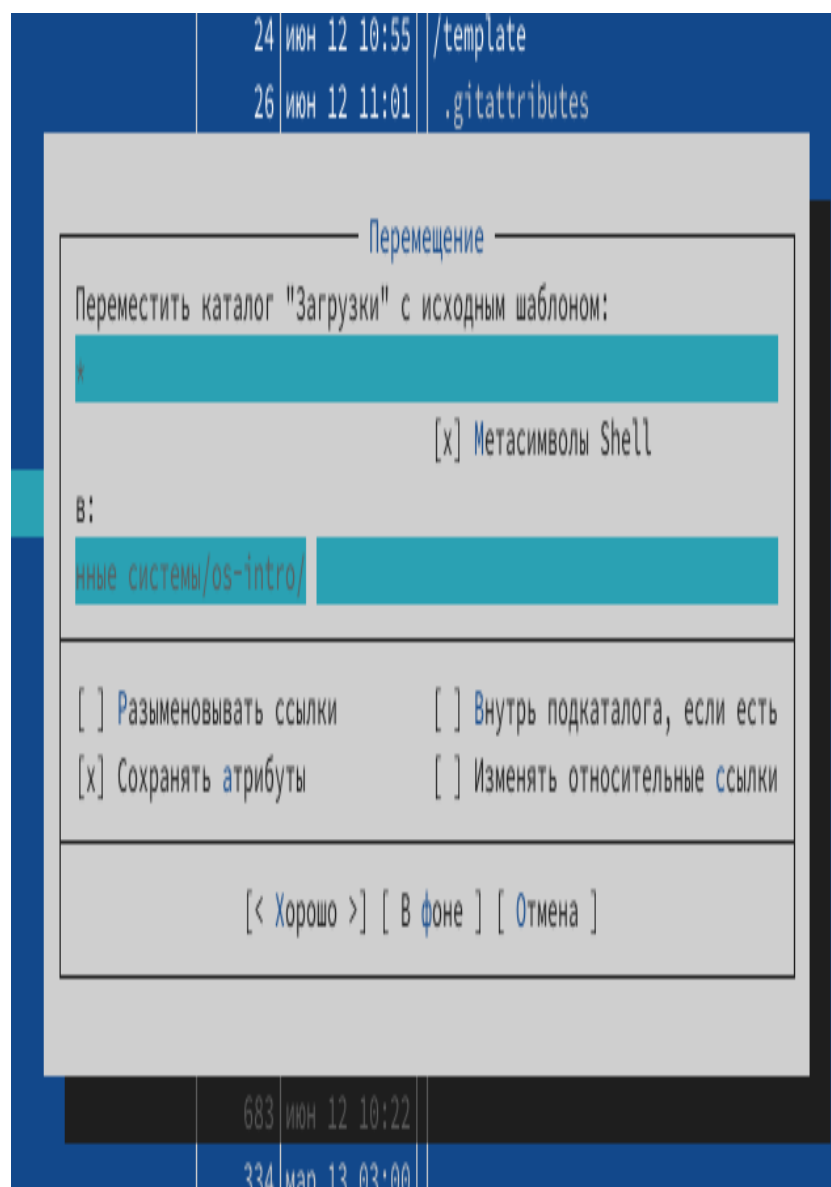 24 июн 12 10:55 /template
26 июн 12 11:01 .gitattributes
Перемещение
Переместить каталог "Загрузки" с исходным шаблоном:
*
[x] Метасимволы Shell
в:
нные системы/os-intro/
[ ] Разыменовывать ссылки [ ] Внутрь подкаталога, если есть
[x] Сохранять атрибуты [ ] Изменять относительные ссылки
[< Хорошо >] [ В фоне ] [ Отмена ]
683 июн 12 10:22
334 мар 13 03:00